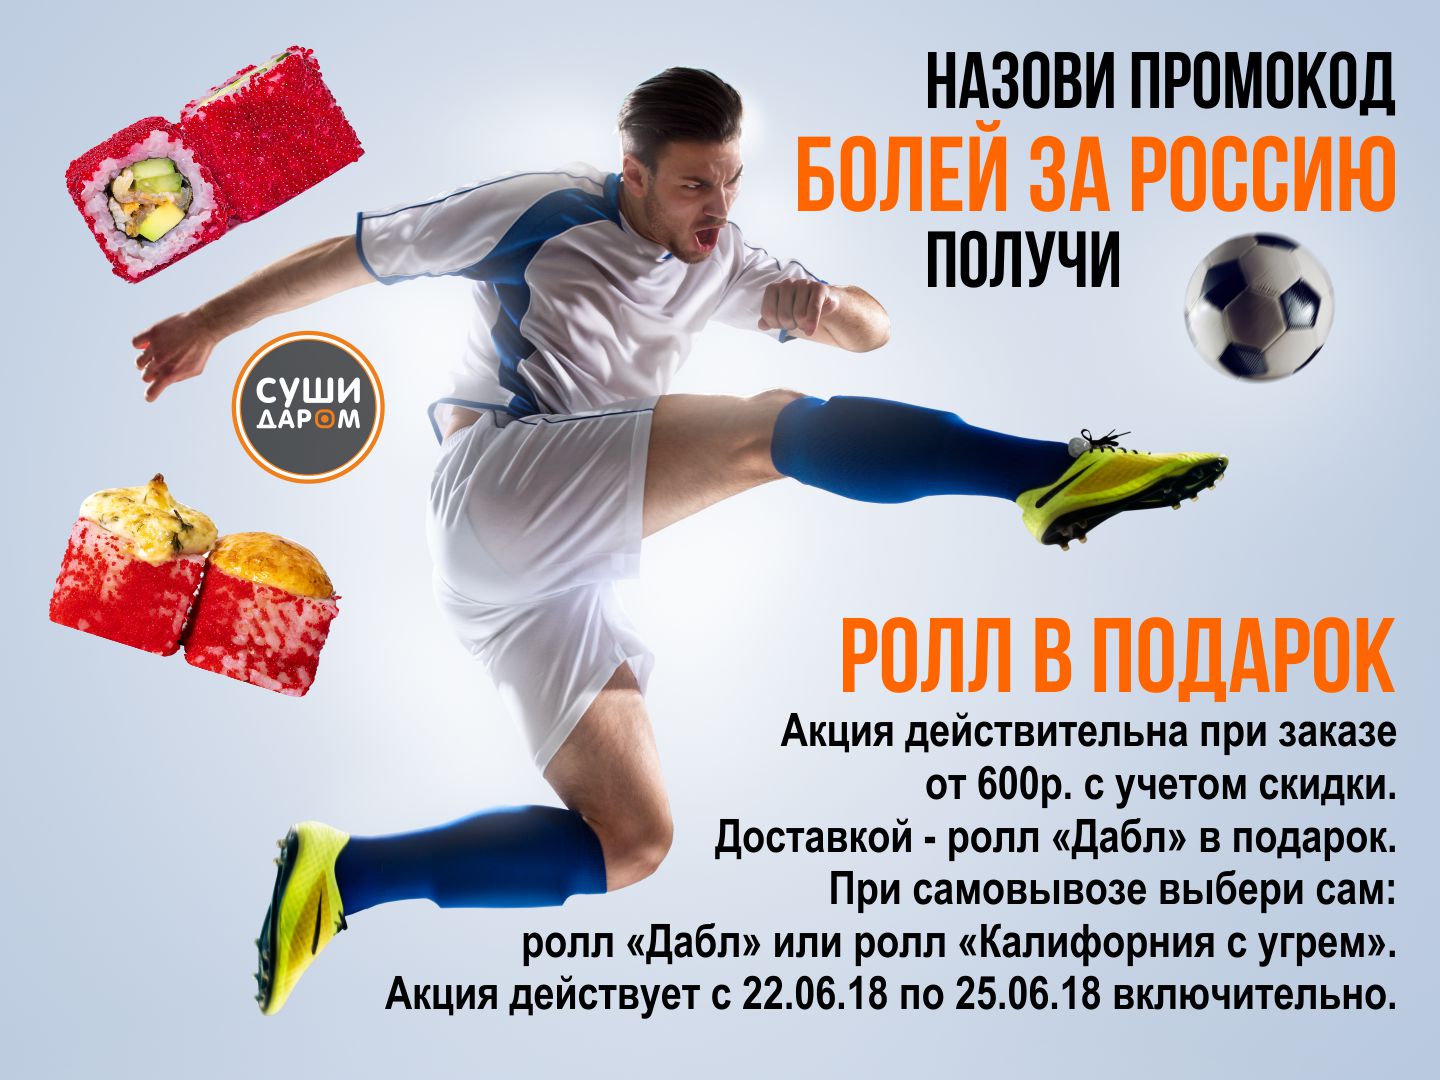 НАЗОВИ ПРОМОКОД
БОЛЕЙ ЗА РОССИЮ
ПОЛУЧИ
СУШИ
ДАРОМ
РОЛЛ В ПОДАРОК
Акция действительна при заказе
от 600р. с учетом скидки.
Доставкой - ролл «Дабл» в подарок.
При самовывозе выбери сам:
ролл «Дабл» или ролл «Калифорния с угрем».
Акция действует с 22.06.18 по 25.06.18 включительно.